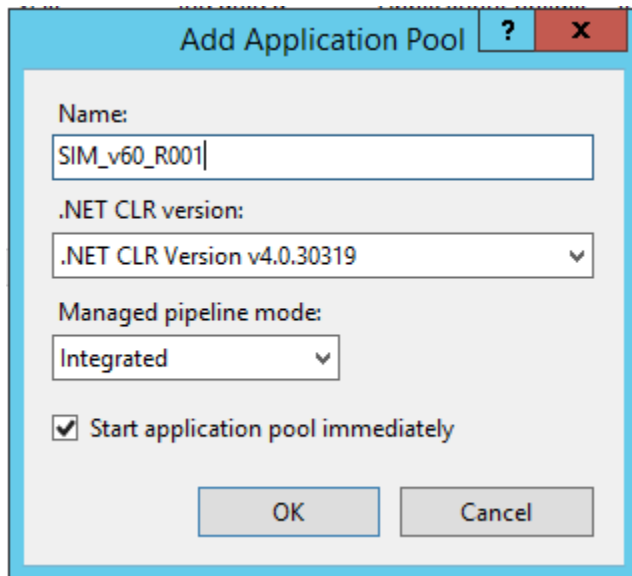 Add Application Pool ? x
Name:
SIM_v60_R001
.NET CLR version:
.NET CLR Version v4.0.30319
Managed pipeline mode:
Integrated
Start application pool immediately
OK Cancel